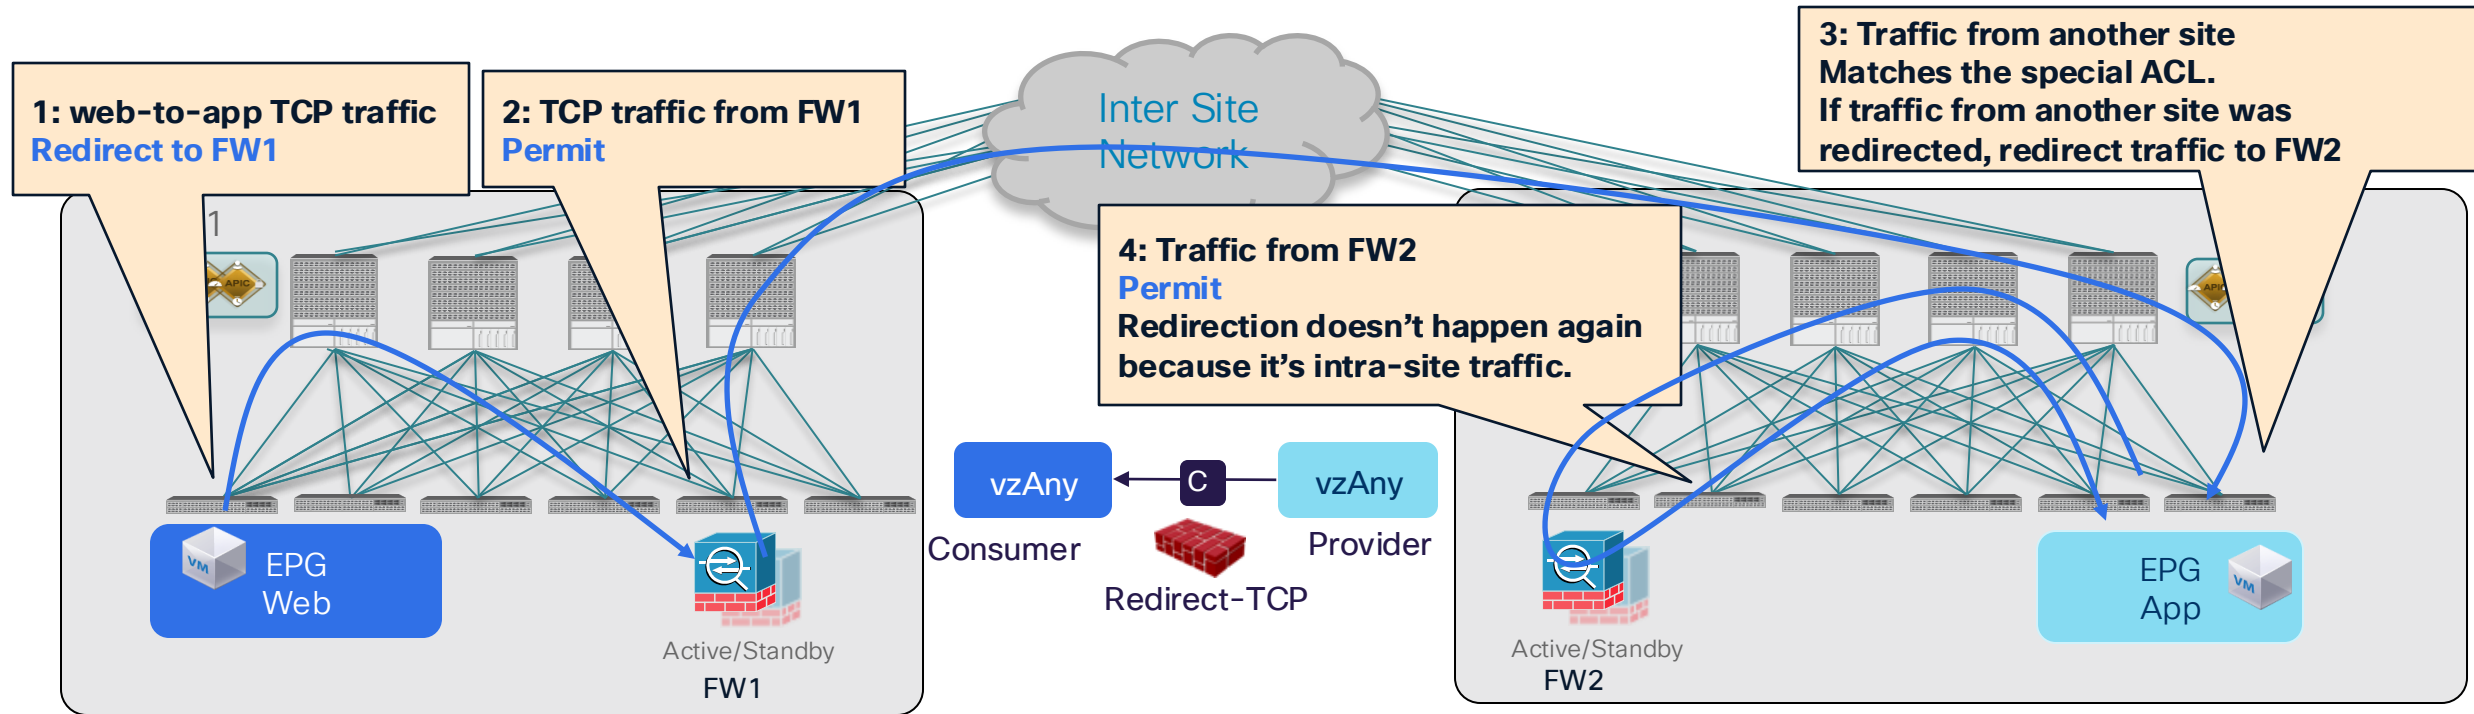 1: web-to-app TCP traffic
Redirect to FW1
2: TCP traffic from FW1
Permit
Inter Site
Network
3: Traffic from another site
Matches the special ACL.
If traffic from another site was
redirected, redirect traffic to FW2
1
APIC
4: Traffic from FW2
Permit
Redirection doesn’t happen again
because it’s intra-site traffic.
vzAny
C
vzAny
Consumer
Provider
Redirect-TCP
VM
EPG
Web
Active/Standby
FW1
Active/Standby
FW2
EPG
App
VM